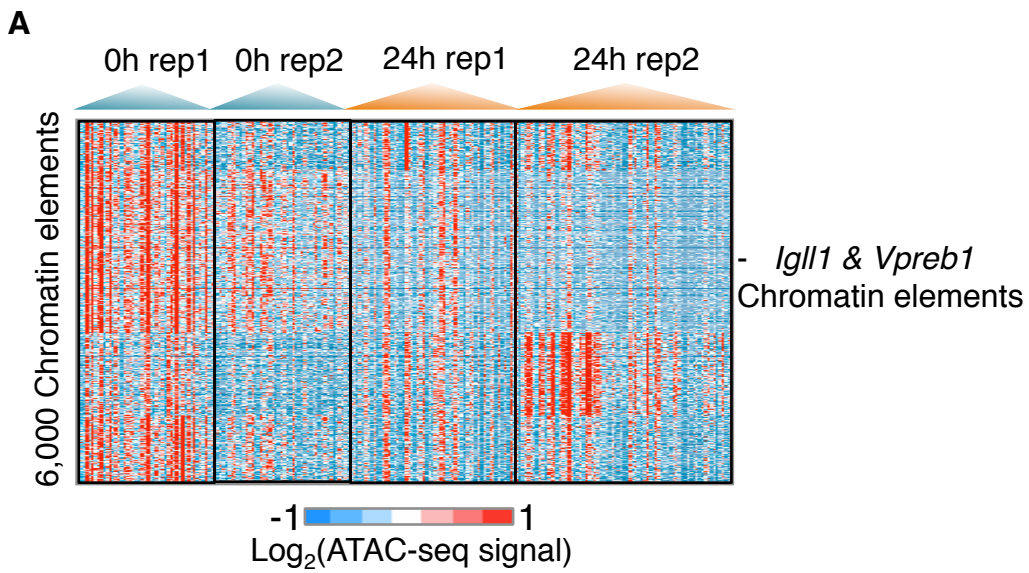 A
0h rep1 0h rep2 24h rep1 24h rep2
6,000 Chromatin elements
- Igll1 & Vpreb1
Chromatin elements
-1 1
Log₂(ATAC-seq signal)